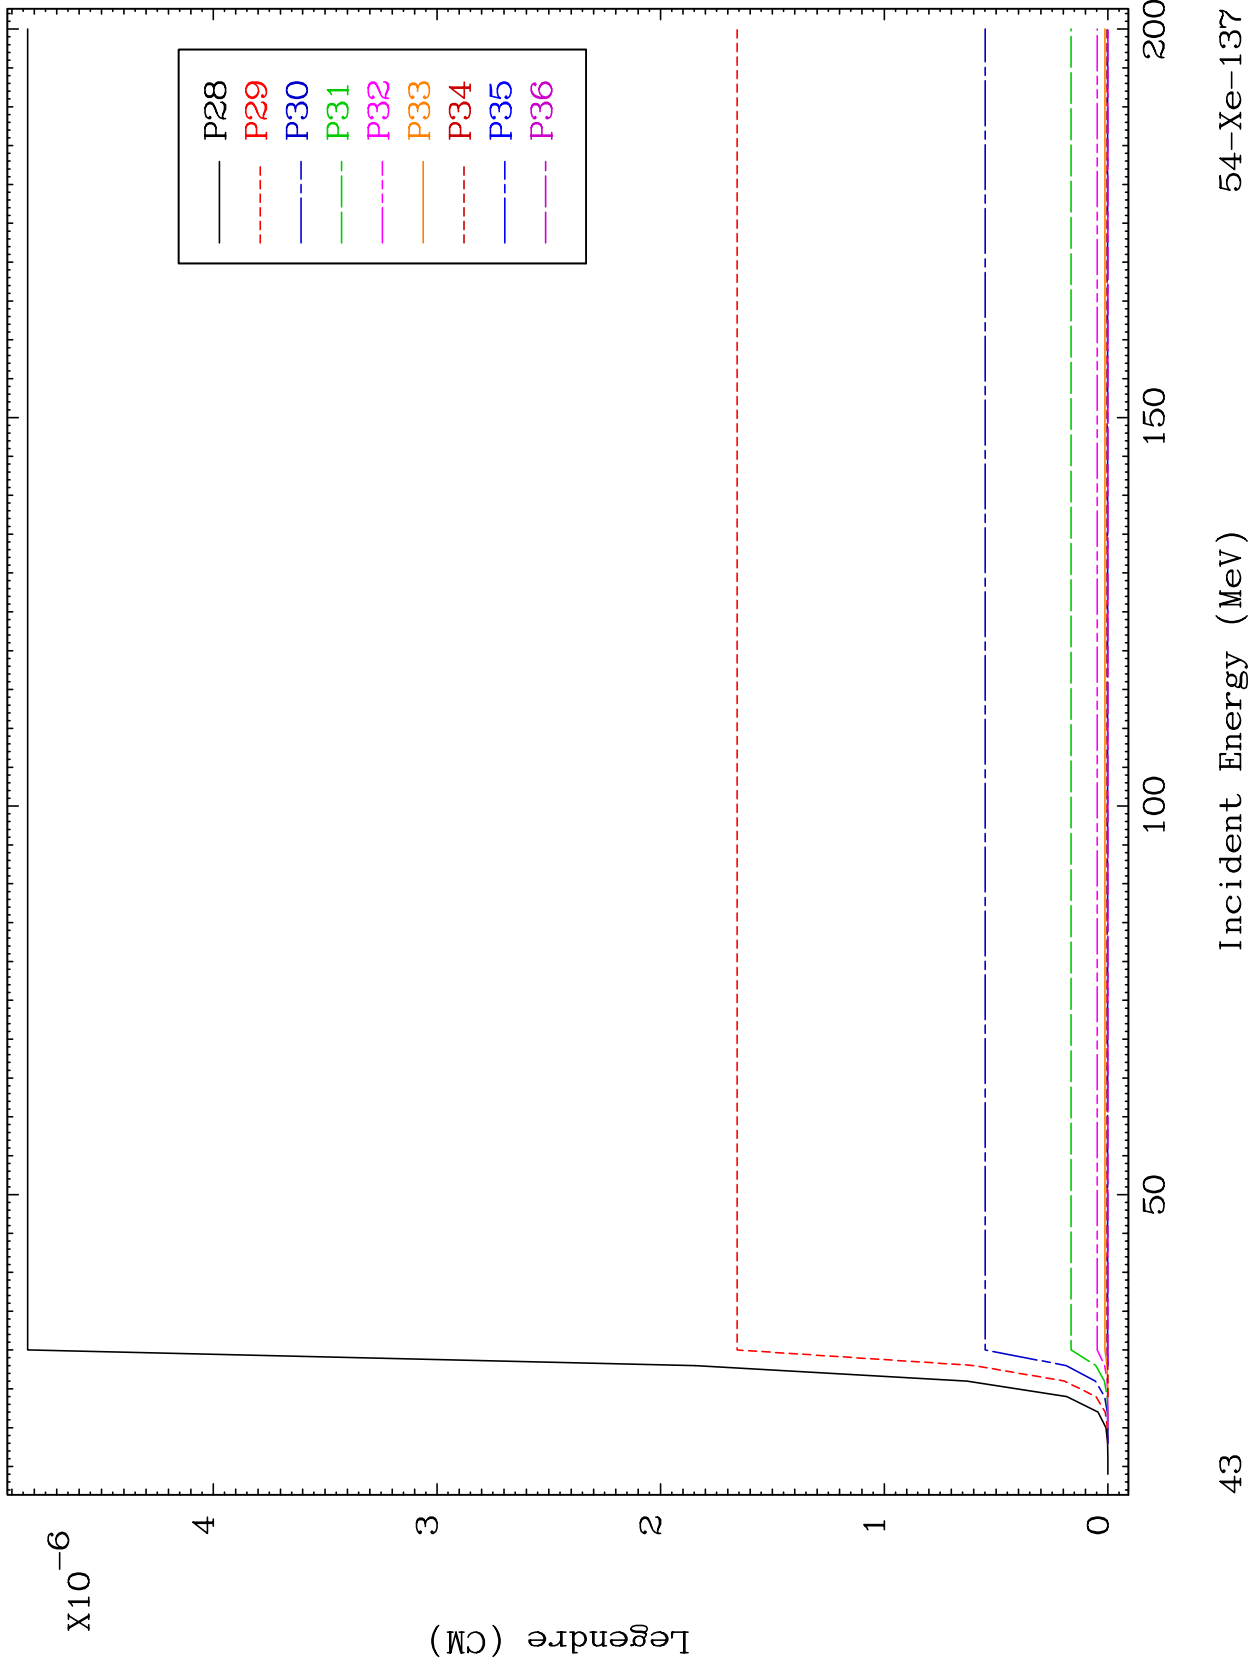 X10-6
4
3
2
1
0
Legendre (CM)
P28
P29
P30
P31
P32
P33
P34
P35
P36
50
100
150
200
Incident Energy (MeV)
43
54-Xe-137